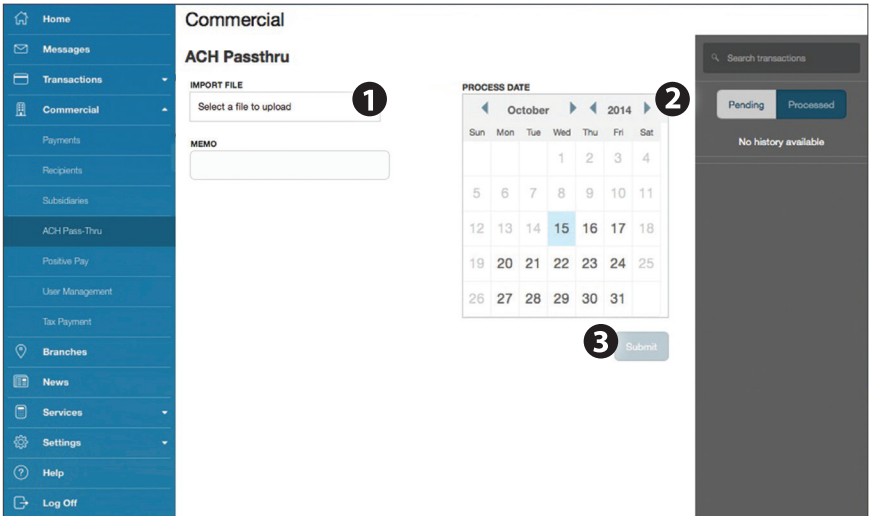 Home
Messages
Transactions
Commercial
Payments
Recipients
Subsidiaries
ACH Pass-Thru
Positive Pay
User Management
Tax Payment
Branches
News
Services
Settings
Help
Log Off
Commercial
ACH Passthru
IMPORT FILE
Select a file to upload
1
MEMO
PROCESS DATE
2
October 2014
Sun Mon Tue Wed Thu Fri Sat
1 2 3 4
5 6 7 8 9 10 11
12 13 14 15 16 17 18
19 20 21 22 23 24 25
26 27 28 29 30 31
3 Submit
Search transactions
Pending Processed
No history available